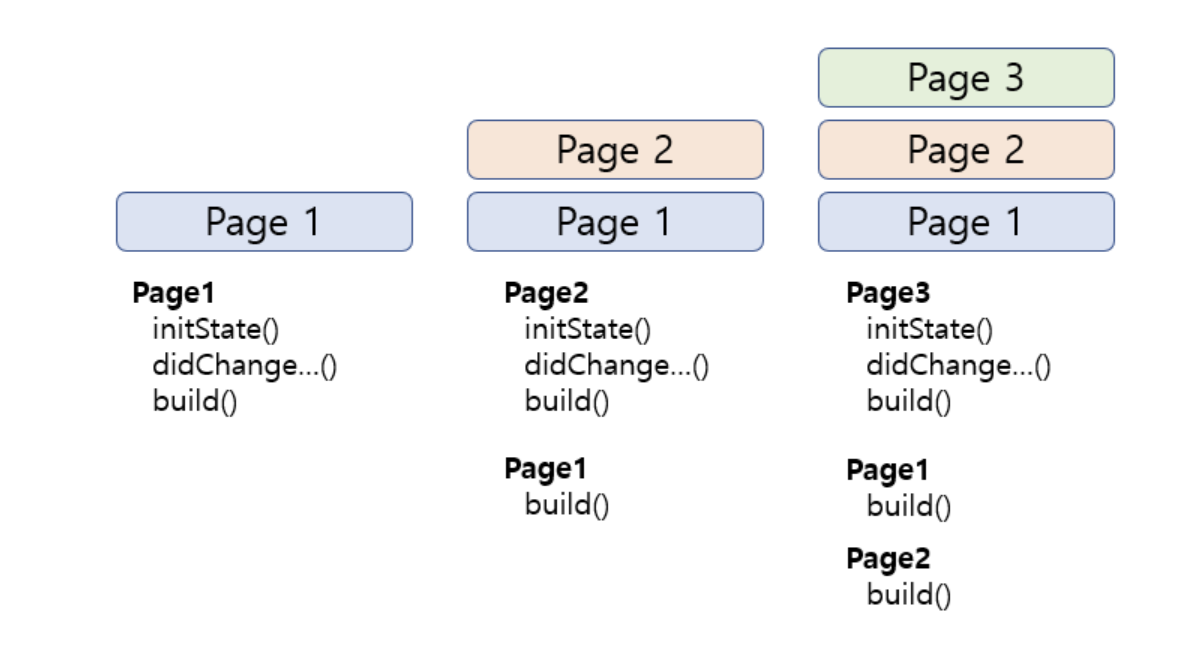 Page 3
Page 2
Page 2
Page 1
Page 1
Page 1
Page1
initState()
didChange...()
build()
Page2
initState()
didChange...()
build()
Page1
build()
Page3
initState()
didChange...()
build()
Page1
build()
Page2
build()